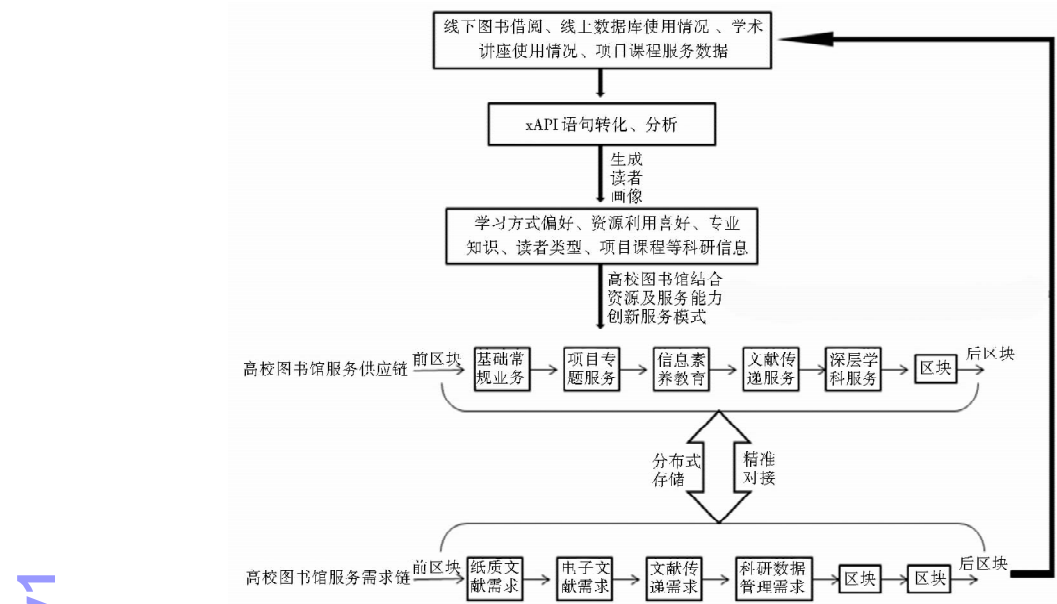 线下图书借阅、线上数据库使用情况、学术
讲座使用情况、项目课程服务数据
xAPI语句转化、分析
生成
读者
画像
学习方式偏好、资源利用喜好、专业
知识、读者类型、项目课程等科研信息
高校图书馆结合
资源及服务能力
创新服务模式
高校图书馆服务供应链
前区块
基础常
规业务
项目专
题服务
信息素
养教育
文献传
递服务
深层学
科服务
区块
后区块
分布式
存储
精准
对接
高校图书馆服务需求链
前区块
纸质文
献需求
电子文
献需求
文献传
递需求
科研数据
管理需求
区块
区块
后区块